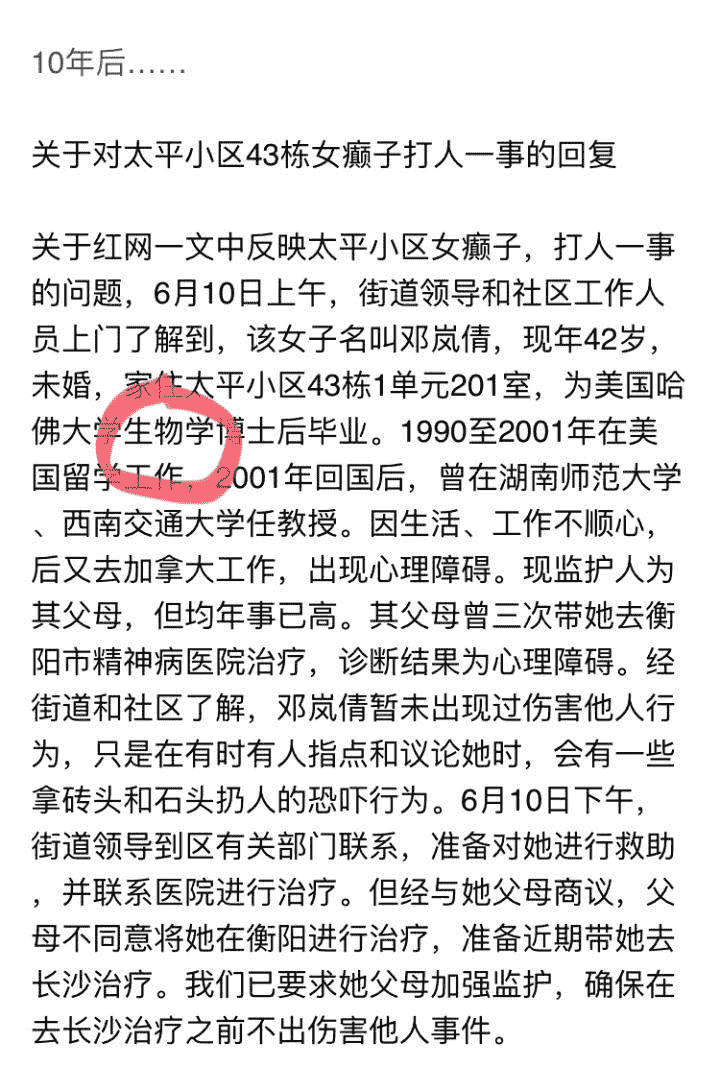 10年后……
关于对太平小区43栋女癫子打人一事的回复
关于红网一文中反映太平小区女癫子，打人一事
的问题，6月10日上午，街道领导和社区工作人
员上门了解到，该女子名叫邓岚倩，现年42岁，
未婚，家住太平小区43栋1单元201室，为美国哈
佛大学生物学博士后毕业。1990至2001年在美
国留学工作，2001年回国后，曾在湖南师范大学
、西南交通大学任教授。因生活、工作不顺心，
后又去加拿大工作，出现心理障碍。现监护人为
其父母，但均年事已高。其父母曾三次带她去衡
阳市精神病医院治疗，诊断结果为心理障碍。经
街道和社区了解，邓岚倩暂未出现过伤害他人行
为，只是在有时有人指点和议论她时，会有一些
拿砖头和石头扔人的恐吓行为。6月10日下午，
街道领导到区有关部门联系，准备对她进行救助
，并联系医院进行治疗。但经与她父母商议，父
母不同意将她在衡阳进行治疗，准备近期带她去
长沙治疗。我们已要求她父母加强监护，确保在
去长沙治疗之前不出伤害他人事件。